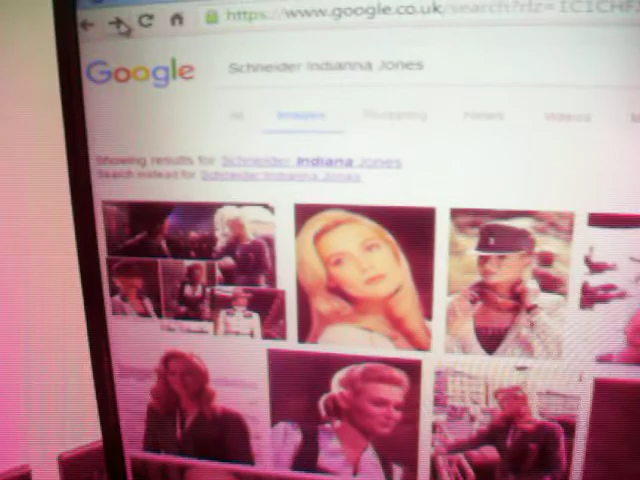 https://www.google.co.uk/search?rlz=1C1CHF
Google
Schneider Indianna Jones
All Images Shopping News Videos
Showing results for Schneider Indiana Jones
Search instead for Schneider Indianna Jones